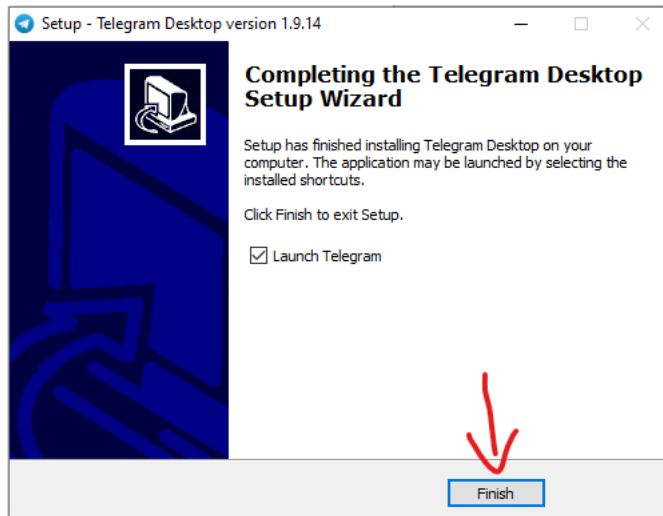 Setup - Telegram Desktop version 1.9.14
Completing the Telegram Desktop
Setup Wizard
Setup has finished installing Telegram Desktop on your
computer. The application may be launched by selecting the
installed shortcuts.
Click Finish to exit Setup.
Launch Telegram
Finish